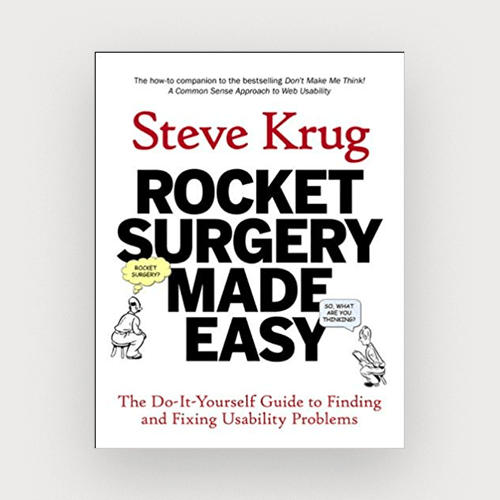 The how-to companion to the bestselling Don't Make Me Think!
A Common Sense Approach to Web Usability
Steve Krug
ROCKET
SURGERY
ROCKET
SURGERY?
MADE
SO, WHAT
ARE YOU
THINKING?
EASY
The Do-It-Yourself Guide to Finding
and Fixing Usability Problems